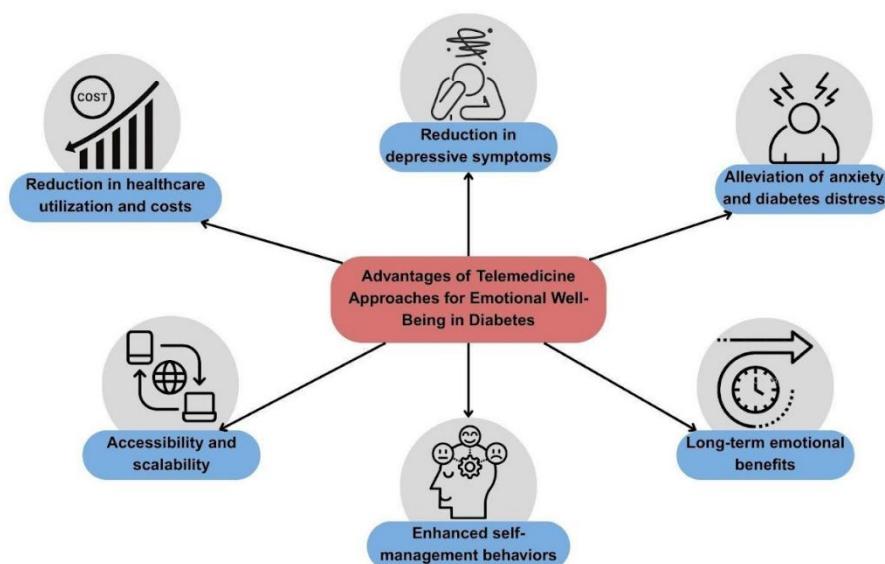 COST
Reduction in healthcare
utilization and costs
Reduction in
depressive symptoms
Alleviation of anxiety
and diabetes distress
Advantages of Telemedicine
Approaches for Emotional Well-
Being in Diabetes
Accessibility and
scalability
Enhanced self-
management behaviors
Long-term emotional
benefits